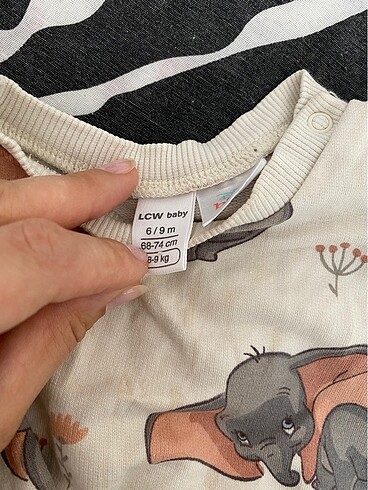 LCW baby
6 / 9 m
68-74 cm
8-9 kg